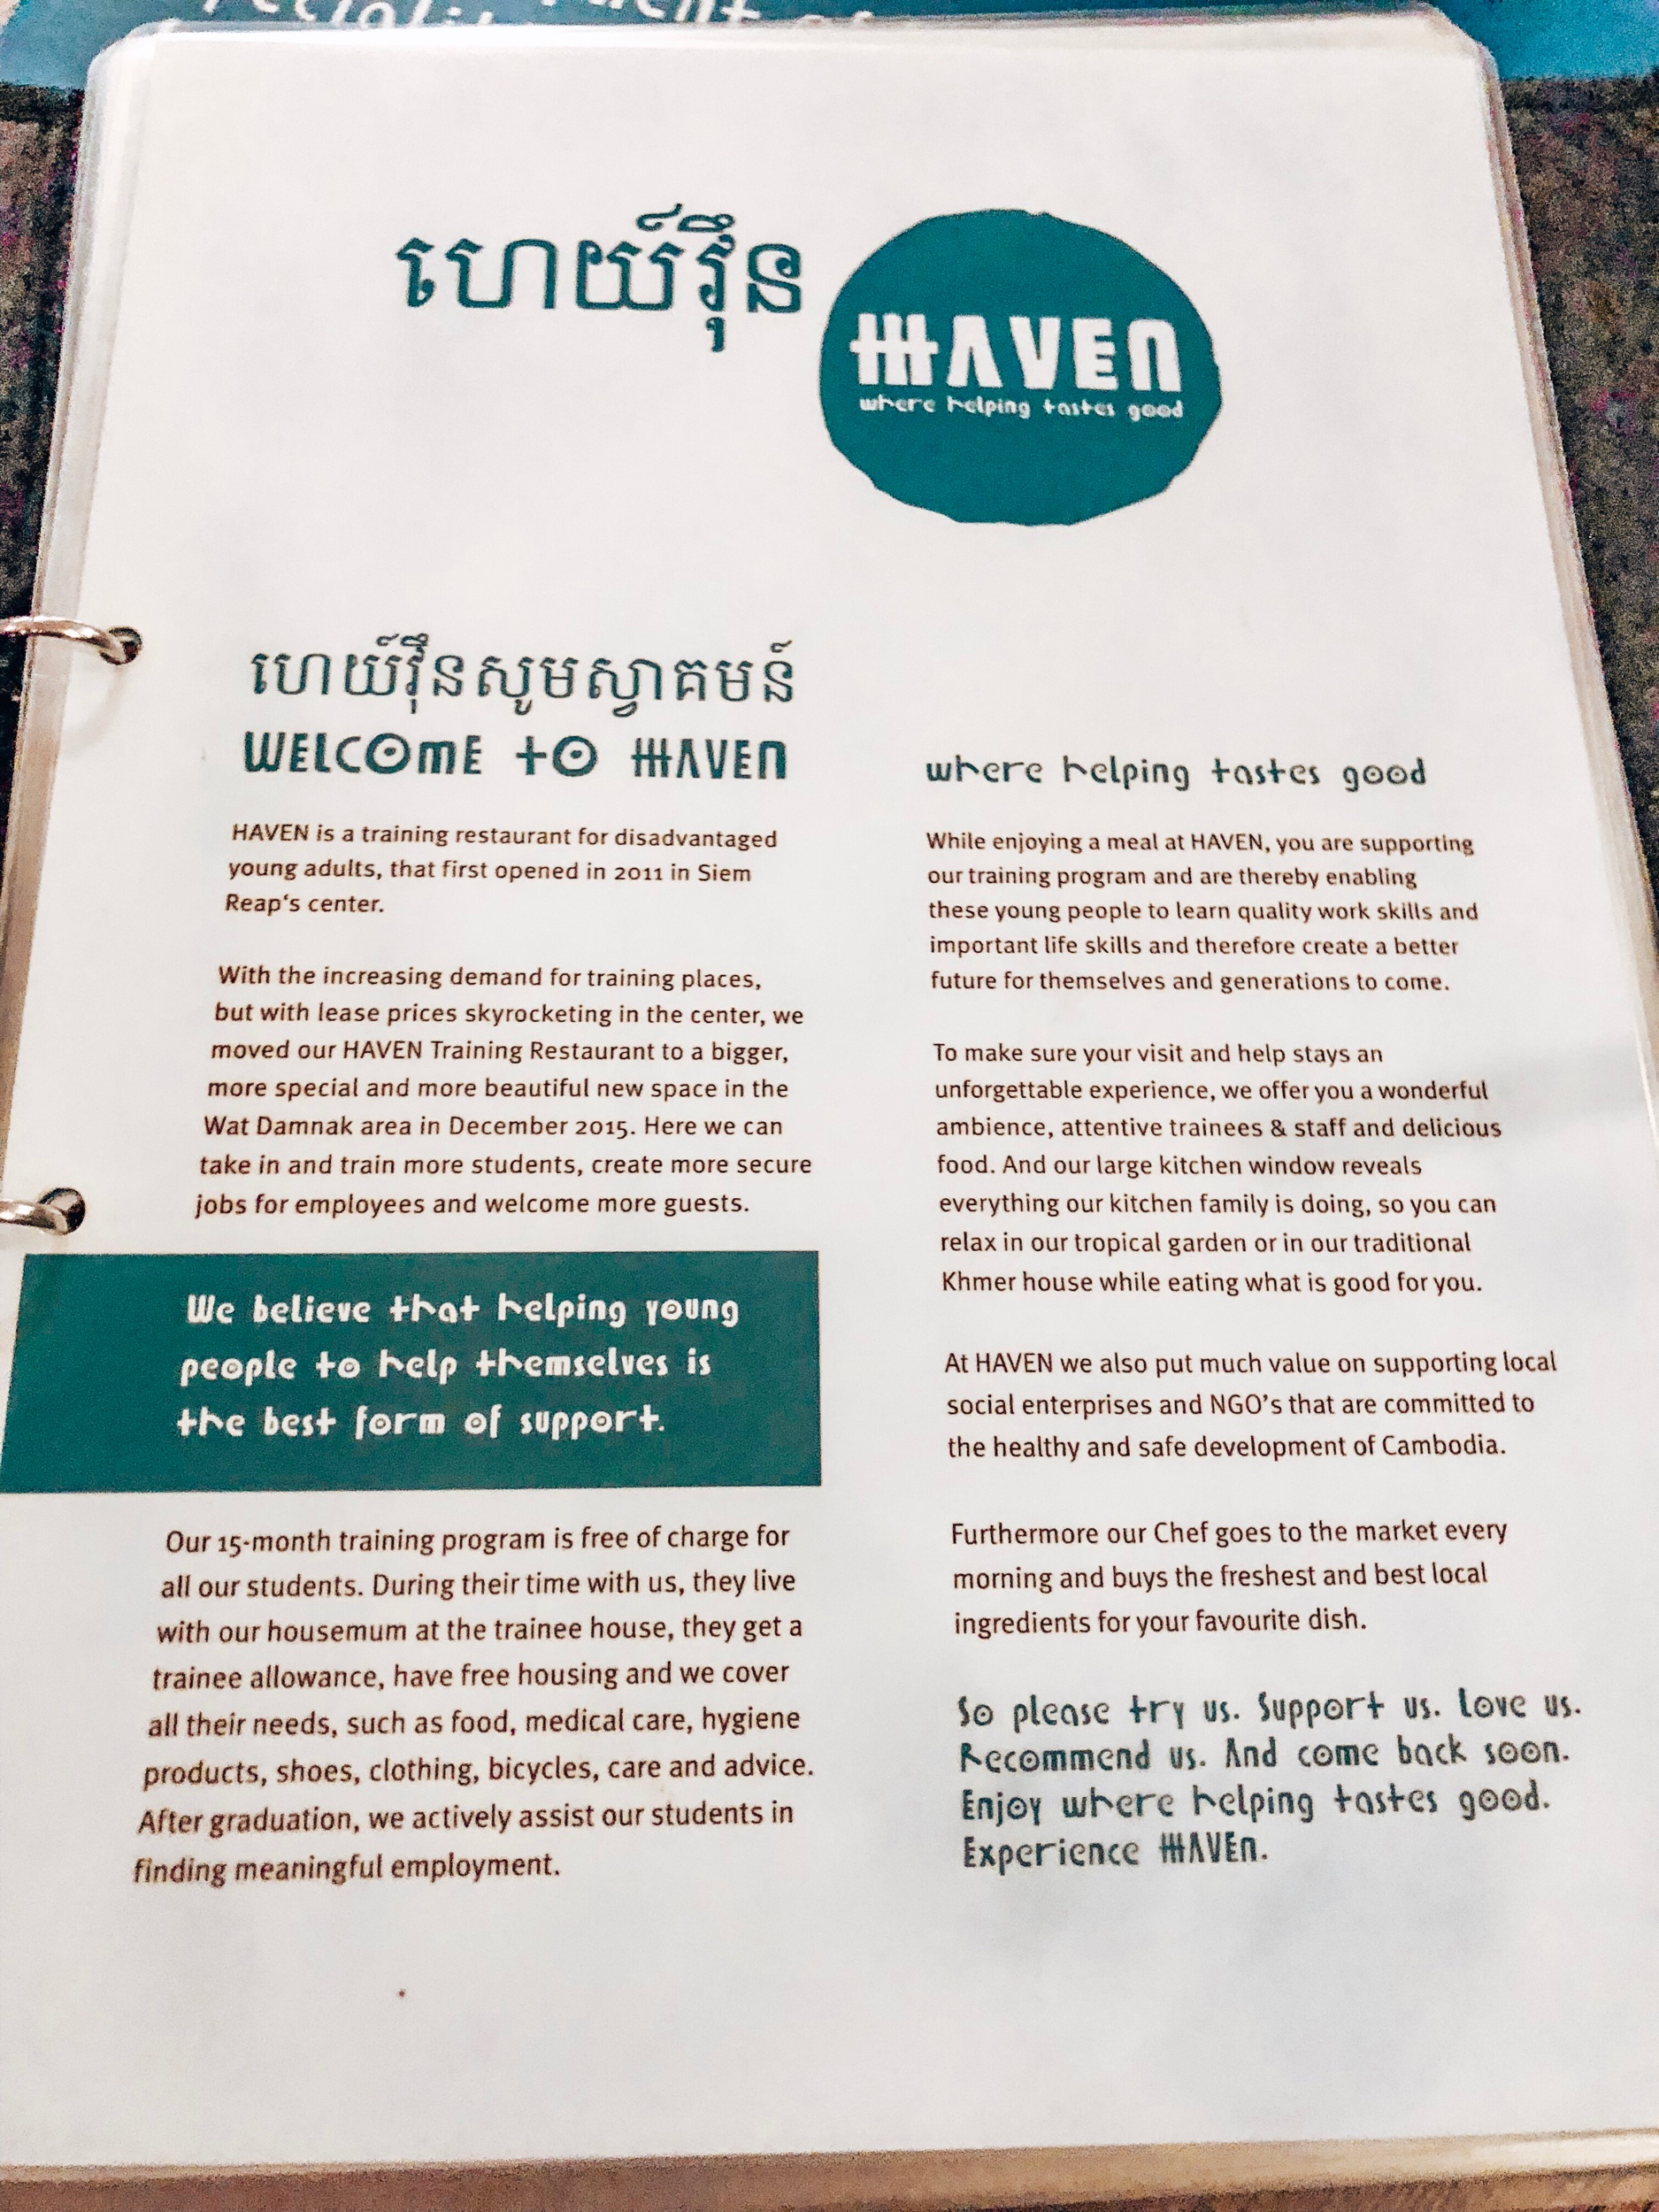 ហេយ៍វ៉ឹន
HAVEN
where helping tastes good
ហេយ៍វ៉ឹនសូមស្វាគមន៍
WELCOME TO HAVEN
HAVEN is a training restaurant for disadvantaged
young adults, that first opened in 2011 in Siem
Reap's center.
With the increasing demand for training places,
but with lease prices skyrocketing in the center, we
moved our HAVEN Training Restaurant to a bigger,
more special and more beautiful new space in the
Wat Damnak area in December 2015. Here we can
take in and train more students, create more secure
jobs for employees and welcome more guests.
We believe that helping young
people to help themselves is
the best form of support.
Our 15-month training program is free of charge for
all our students. During their time with us, they live
with our housemum at the trainee house, they get a
trainee allowance, have free housing and we cover
all their needs, such as food, medical care, hygiene
products, shoes, clothing, bicycles, care and advice.
After graduation, we actively assist our students in
finding meaningful employment.
where helping tastes good
While enjoying a meal at HAVEN, you are supporting
our training program and are thereby enabling
these young people to learn quality work skills and
important life skills and therefore create a better
future for themselves and generations to come.
To make sure your visit and help stays an
unforgettable experience, we offer you a wonderful
ambience, attentive trainees & staff and delicious
food. And our large kitchen window reveals
everything our kitchen family is doing, so you can
relax in our tropical garden or in our traditional
Khmer house while eating what is good for you.
At HAVEN we also put much value on supporting local
social enterprises and NGO's that are committed to
the healthy and safe development of Cambodia.
Furthermore our Chef goes to the market every
morning and buys the freshest and best local
ingredients for your favourite dish.
So please try us. Support us. Love us.
Recommend us. And come back soon.
Enjoy where helping tastes good.
Experience HAVEN.